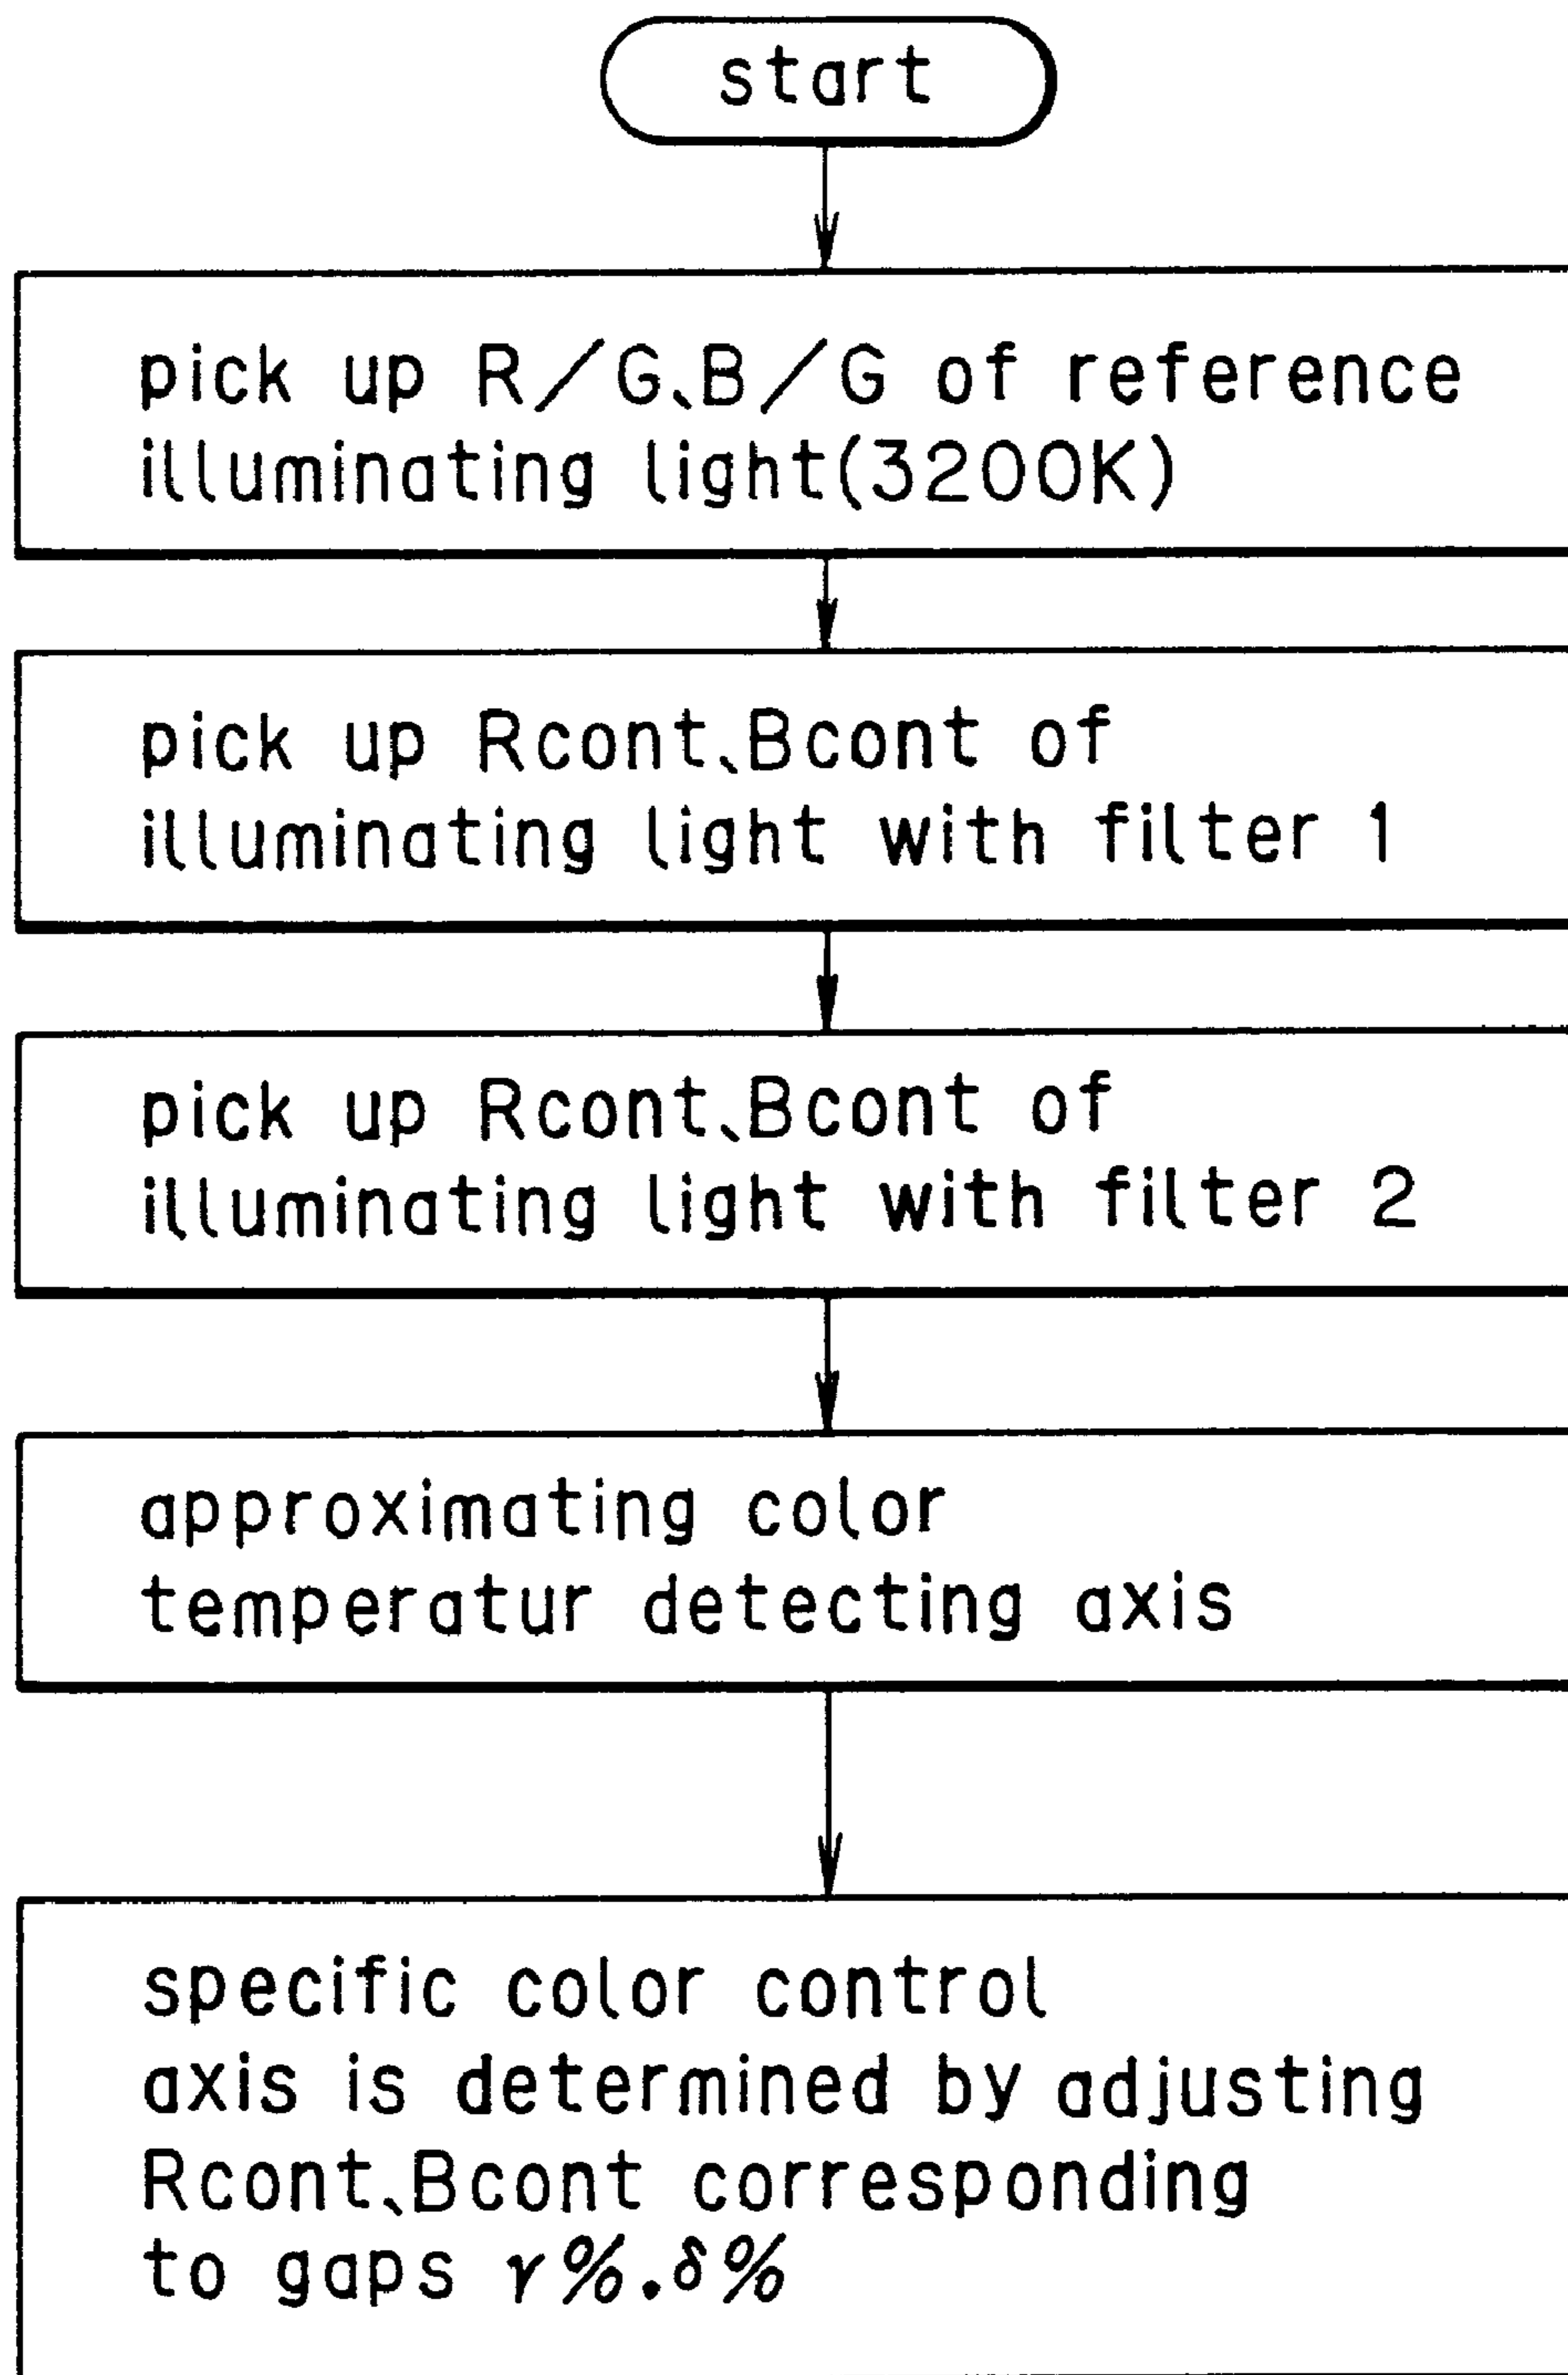 start
pick up R/G、B/G of reference
illuminating light(3200K)
pick up Rcont、Bcont of
illuminating light with filter 1
pick up Rcont、Bcont of
illuminating light with filter 2
approximating color
temperatur detecting axis
specific color control
axis is determined by adjusting
Rcont、Bcont corresponding
to gaps γ%.δ%